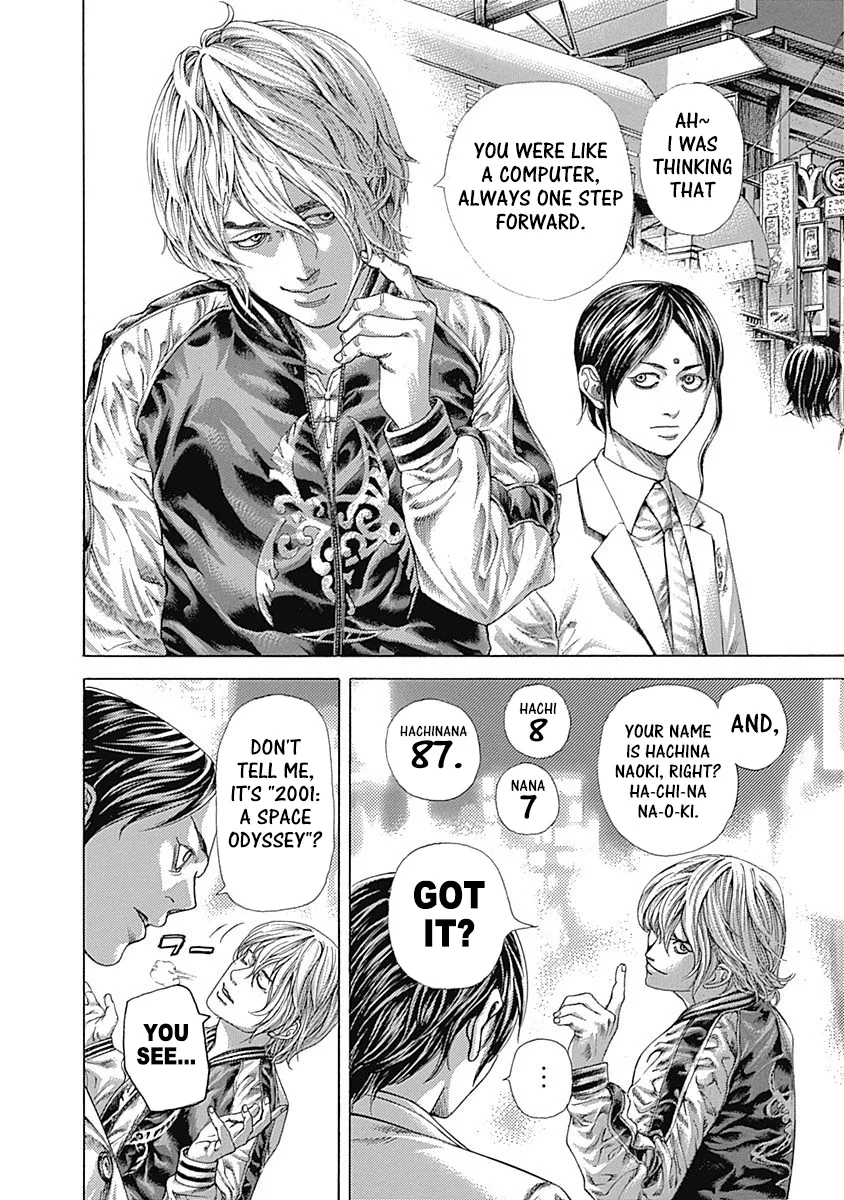 AH~
I WAS
THINKING
THAT
YOU WERE LIKE
A COMPUTER,
ALWAYS ONE STEP
FORWARD.
AND,
YOUR NAME
IS HACHINA
NAOKI, RIGHT?
HA-CHI-NA
NA-O-KI.
HACHI
8
NANA
7
HACHINANA
87.
GOT
IT?
...
DON'T
TELL ME,
IT'S "2001:
A SPACE
ODYSSEY"?
ワー
YOU
SEE...